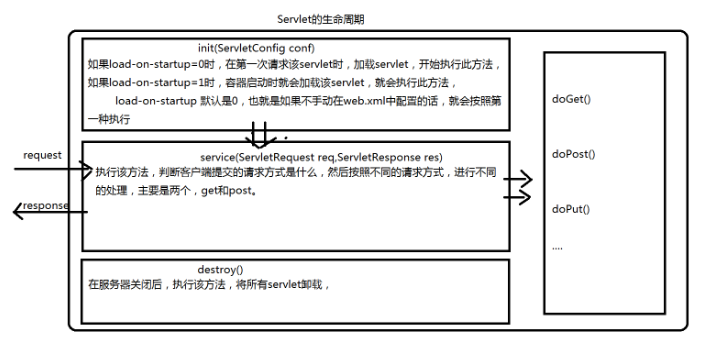 Servlet的生命周期
init(ServletConfig conf)
如果load-on-startup=0时，在第一次请求该servlet时，加载servlet，开始执行此方法，
如果load-on-startup=1时，容器启动时就会加载该servlet，就会执行此方法，
load-on-startup 默认是0，也就是如果不手动在web.xml中配置的话，就会按照第
一种执行
request
response
service(ServletRequest req,ServletResponse res)
执行该方法，判断客户端提交的请求方式是什么，然后按照不同的请求方式，进行不同
的处理，主要是两个，get和post。
destroy()
在服务器关闭后，执行该方法，将所有servlet卸载，
doGet()
doPost()
doPut()
....